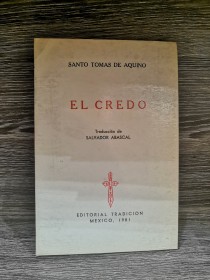 SANTO TOMAS DE AQUINO
EL CREDO
Traducción de
SALVADOR ABASCAL
EDITORIAL TRADICION
MEXICO, 1981